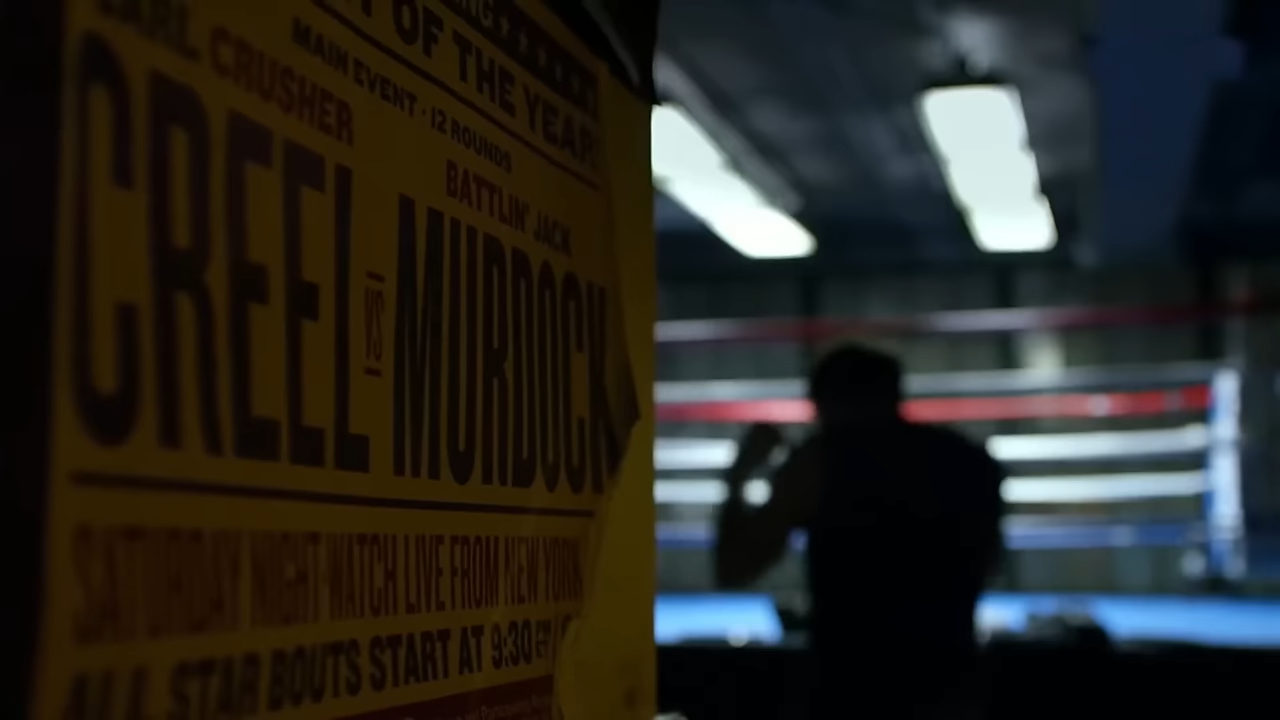 OF THE YEAR
MAIN EVENT · 12 ROUNDS
CRUSHER
CREEL
VS
BATTLIN' JACK
MURDOCK
SATURDAY NIGHT WATCH LIVE FROM NEW YORK
ALL STAR BOUTS START AT 9:30 ET